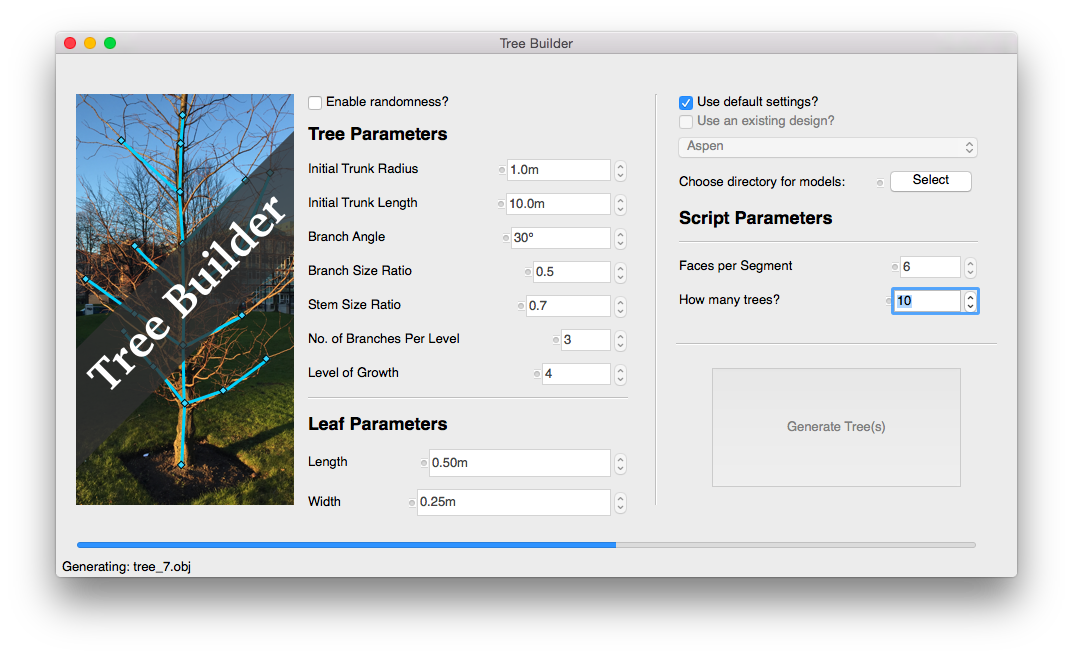 Tree Builder
Tree Builder
Enable randomness?
Tree Parameters
Initial Trunk Radius 1.0m
Initial Trunk Length 10.0m
Branch Angle 30°
Branch Size Ratio 0.5
Stem Size Ratio 0.7
No. of Branches Per Level 3
Level of Growth 4
Leaf Parameters
Length 0.50m
Width 0.25m
Use default settings?
Use an existing design?
Aspen
Choose directory for models: Select
Script Parameters
Faces per Segment 6
How many trees? 10
Generate Tree(s)
Generating: tree_7.obj